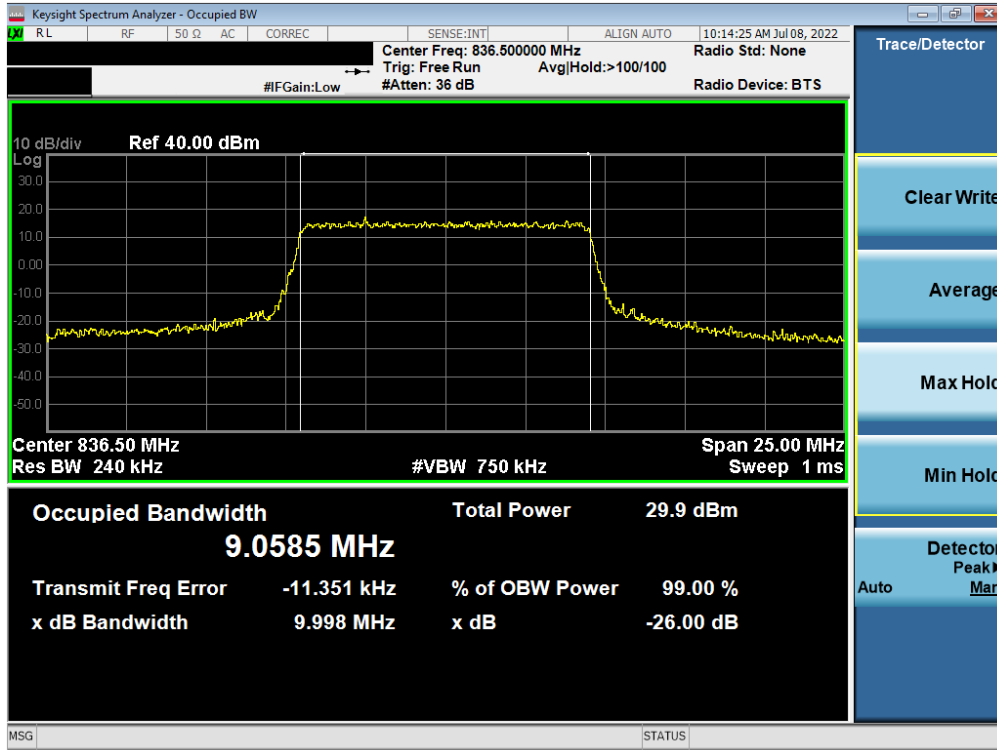 Keysight Spectrum Analyzer - Occupied BW
LXI RL RF 50 Ω AC CORREC SENSE:INT ALIGN AUTO 10:14:25 AM Jul 08, 2022
Center Freq: 836.500000 MHz Radio Std: None
Trig: Free Run Avg|Hold:>100/100
#IFGain:Low #Atten: 36 dB Radio Device: BTS
10 dB/div Ref 40.00 dBm
Log
30.0
20.0
10.0
0.00
-10.0
-20.0
-30.0
-40.0
-50.0
Center 836.50 MHz Span 25.00 MHz
Res BW 240 kHz #VBW 750 kHz Sweep 1 ms
Occupied Bandwidth Total Power 29.9 dBm
9.0585 MHz
Transmit Freq Error -11.351 kHz % of OBW Power 99.00 %
x dB Bandwidth 9.998 MHz x dB -26.00 dB
MSG STATUS
Trace/Detector
Clear Write
Average
Max Hold
Min Hold
Detector
Peak
Auto Man